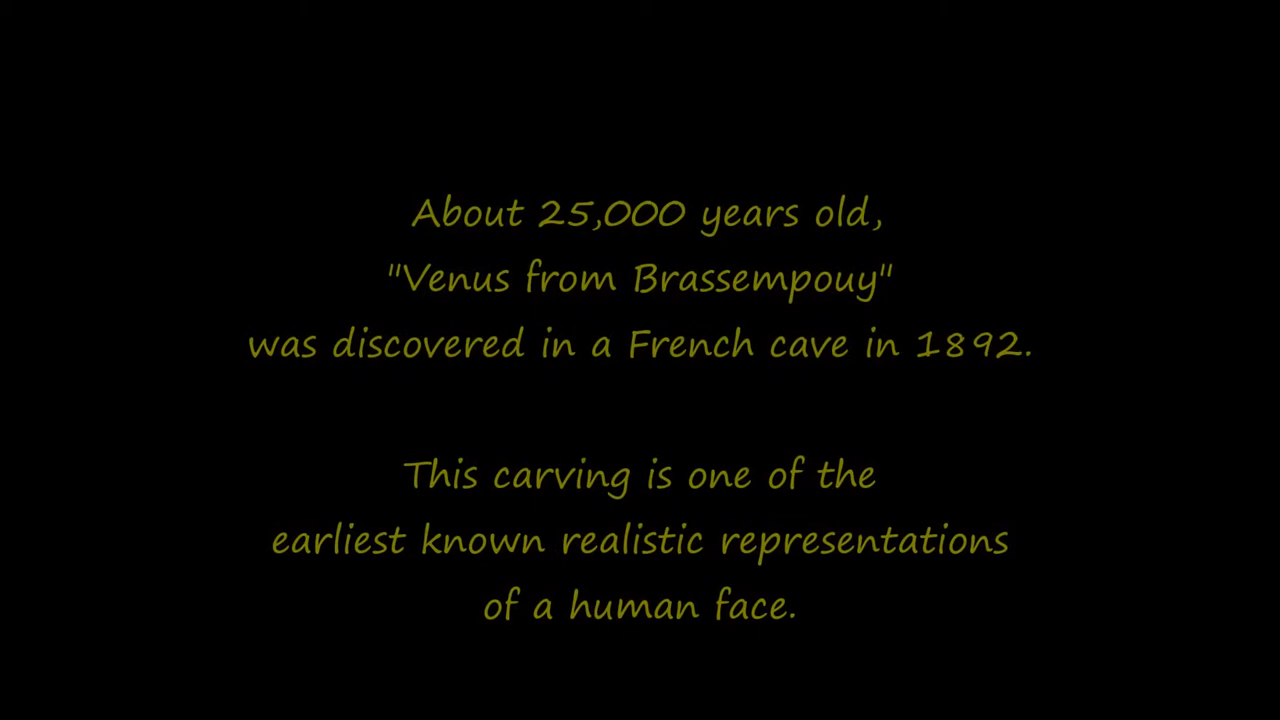 About 25,000 years old,
"Venus from Brassempouy"
was discovered in a French cave in 1892.
This carving is one of the
earliest known realistic representations
of a human face.